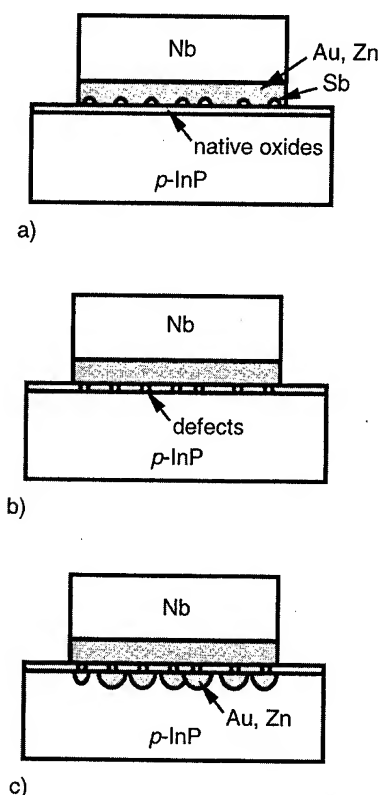 Nb
Au, Zn
Sb
native oxides
p-InP
a)
Nb
defects
p-InP
b)
Nb
Au, Zn
p-InP
c)